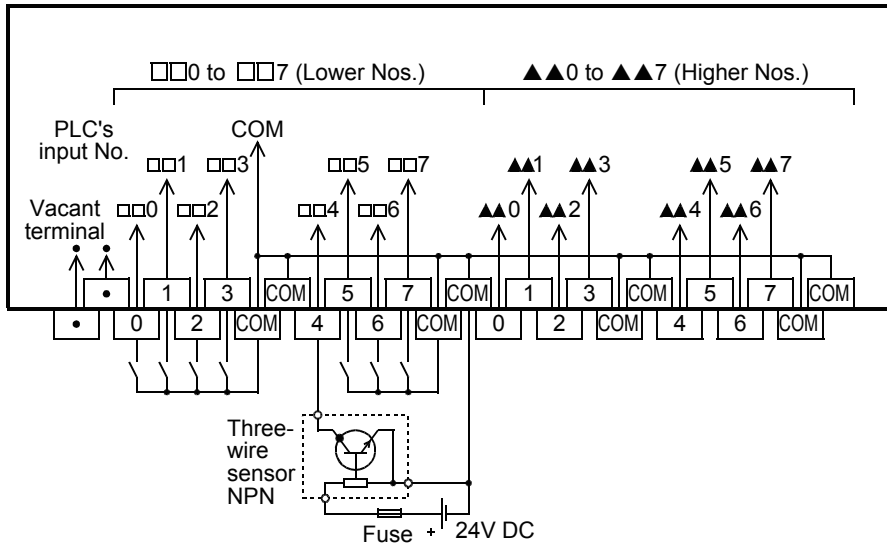 □□0 to □□7 (Lower Nos.) ▲▲0 to ▲▲7 (Higher Nos.)
PLC's
input No.
COM
□□1 □□3 □□5 □□7 ▲▲1 ▲▲3 ▲▲5 ▲▲7
Vacant
terminal
□□0 □□2 □□4 □□6 ▲▲0 ▲▲2 ▲▲4 ▲▲6
• 1 3 COM 5 7 COM 1 3 COM 5 7 COM
• 0 2 COM 4 6 COM 0 2 COM 4 6 COM
Three-
wire
sensor
NPN
Fuse + 24V DC